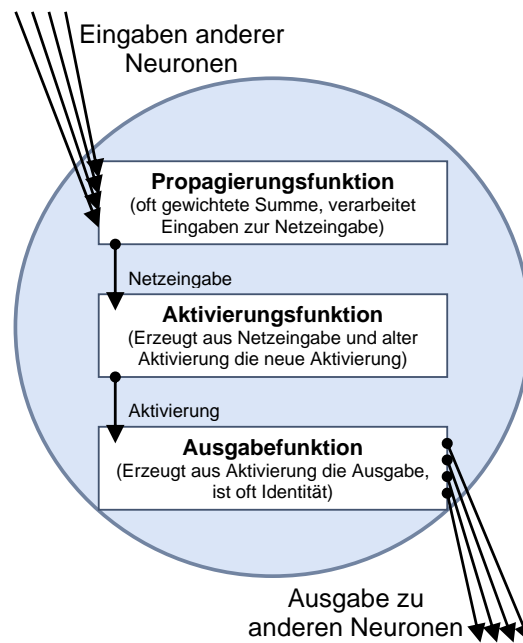 Eingaben anderer
Neuronen
Propagierungsfunktion
(oft gewichtete Summe, verarbeitet
Eingaben zur Netzeingabe)
Netzeingabe
Aktivierungsfunktion
(Erzeugt aus Netzeingabe und alter
Aktivierung die neue Aktivierung)
Aktivierung
Ausgabefunktion
(Erzeugt aus Aktivierung die Ausgabe,
ist oft Identität)
Ausgabe zu
anderen Neuronen